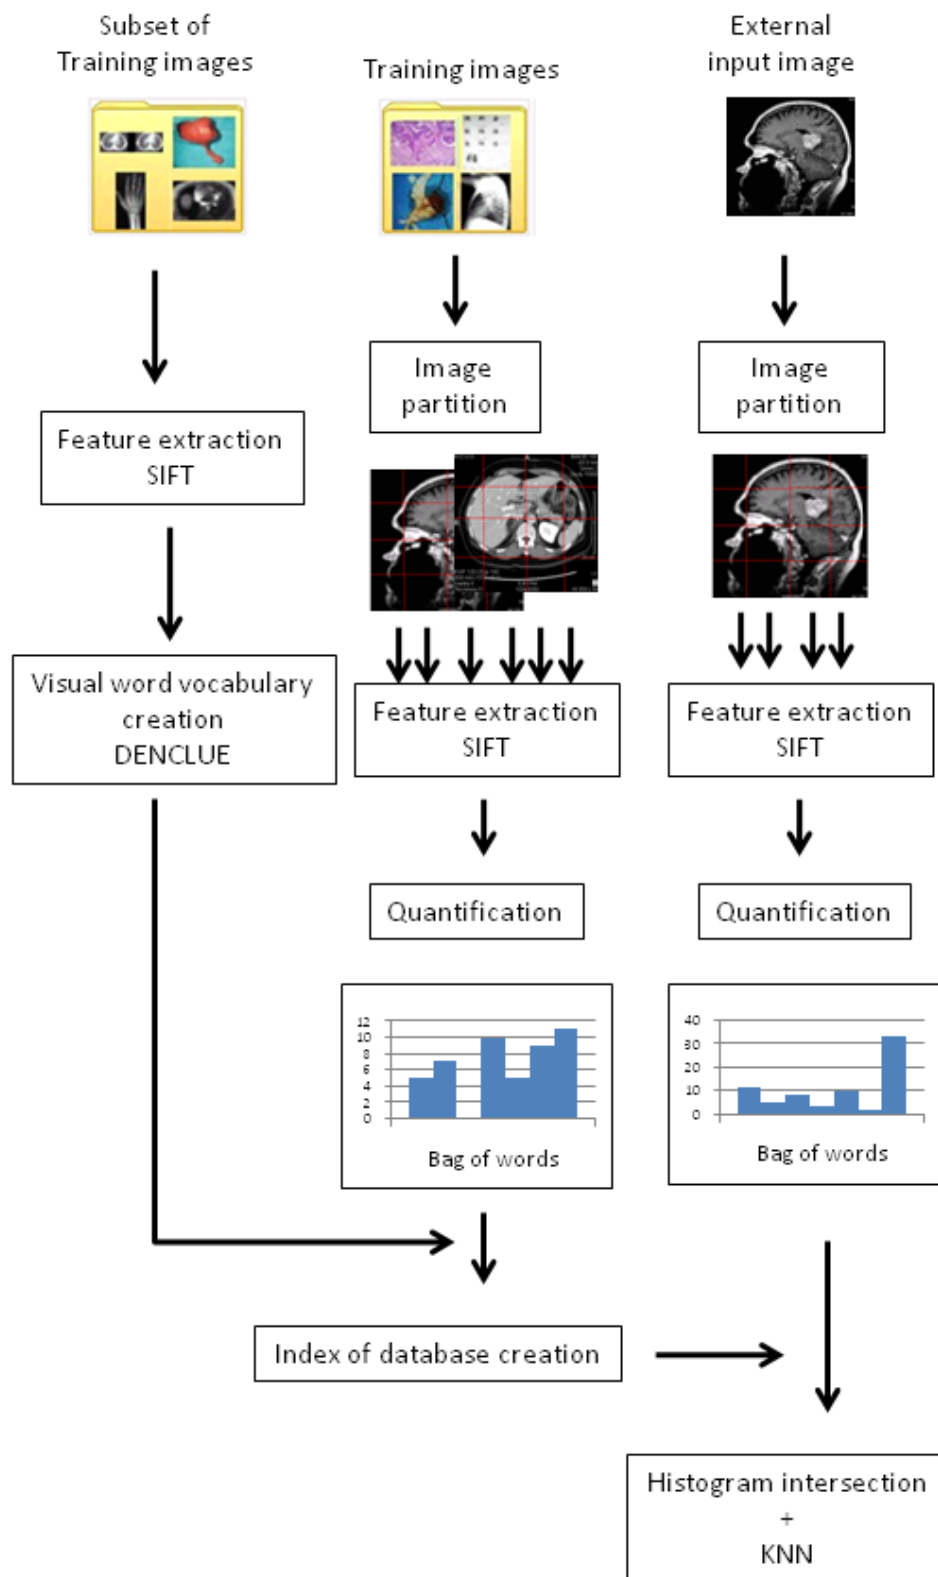 Subset of
Training images
Training images
External
input image
Image
partition
Image
partition
Feature extraction
SIFT
Visual word vocabulary
creation
DENCLUE
Feature extraction
SIFT
Feature extraction
SIFT
Quantification
Quantification
12
10
8
6
4
2
0
Bag of words
40
30
20
10
0
Bag of words
Index of database creation
Histogram intersection
+
KNN